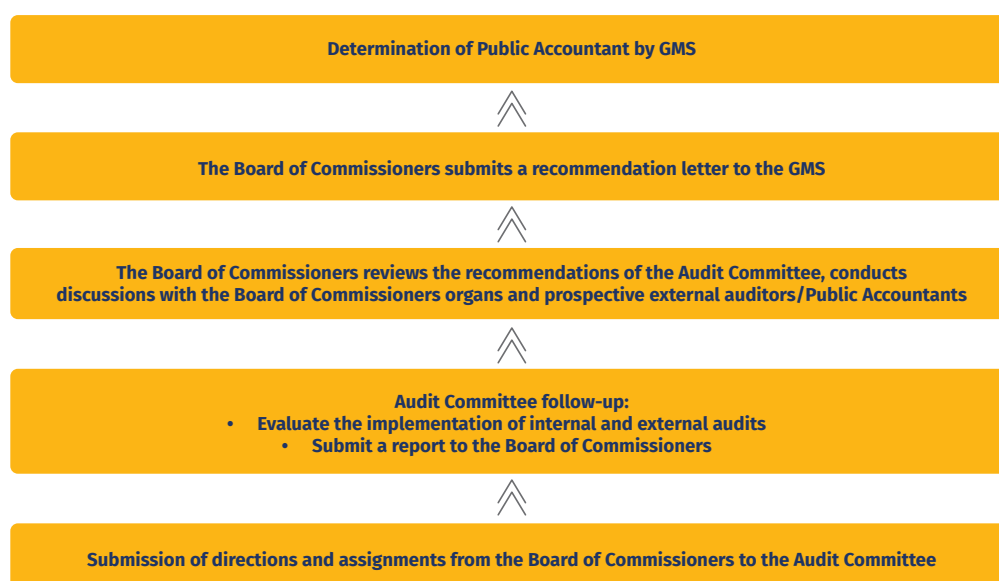 Determination of Public Accountant by GMS
The Board of Commissioners submits a recommendation letter to the GMS
The Board of Commissioners reviews the recommendations of the Audit Committee, conducts
discussions with the Board of Commissioners organs and prospective external auditors/Public Accountants
Audit Committee follow-up:
• Evaluate the implementation of internal and external audits
• Submit a report to the Board of Commissioners
Submission of directions and assignments from the Board of Commissioners to the Audit Committee